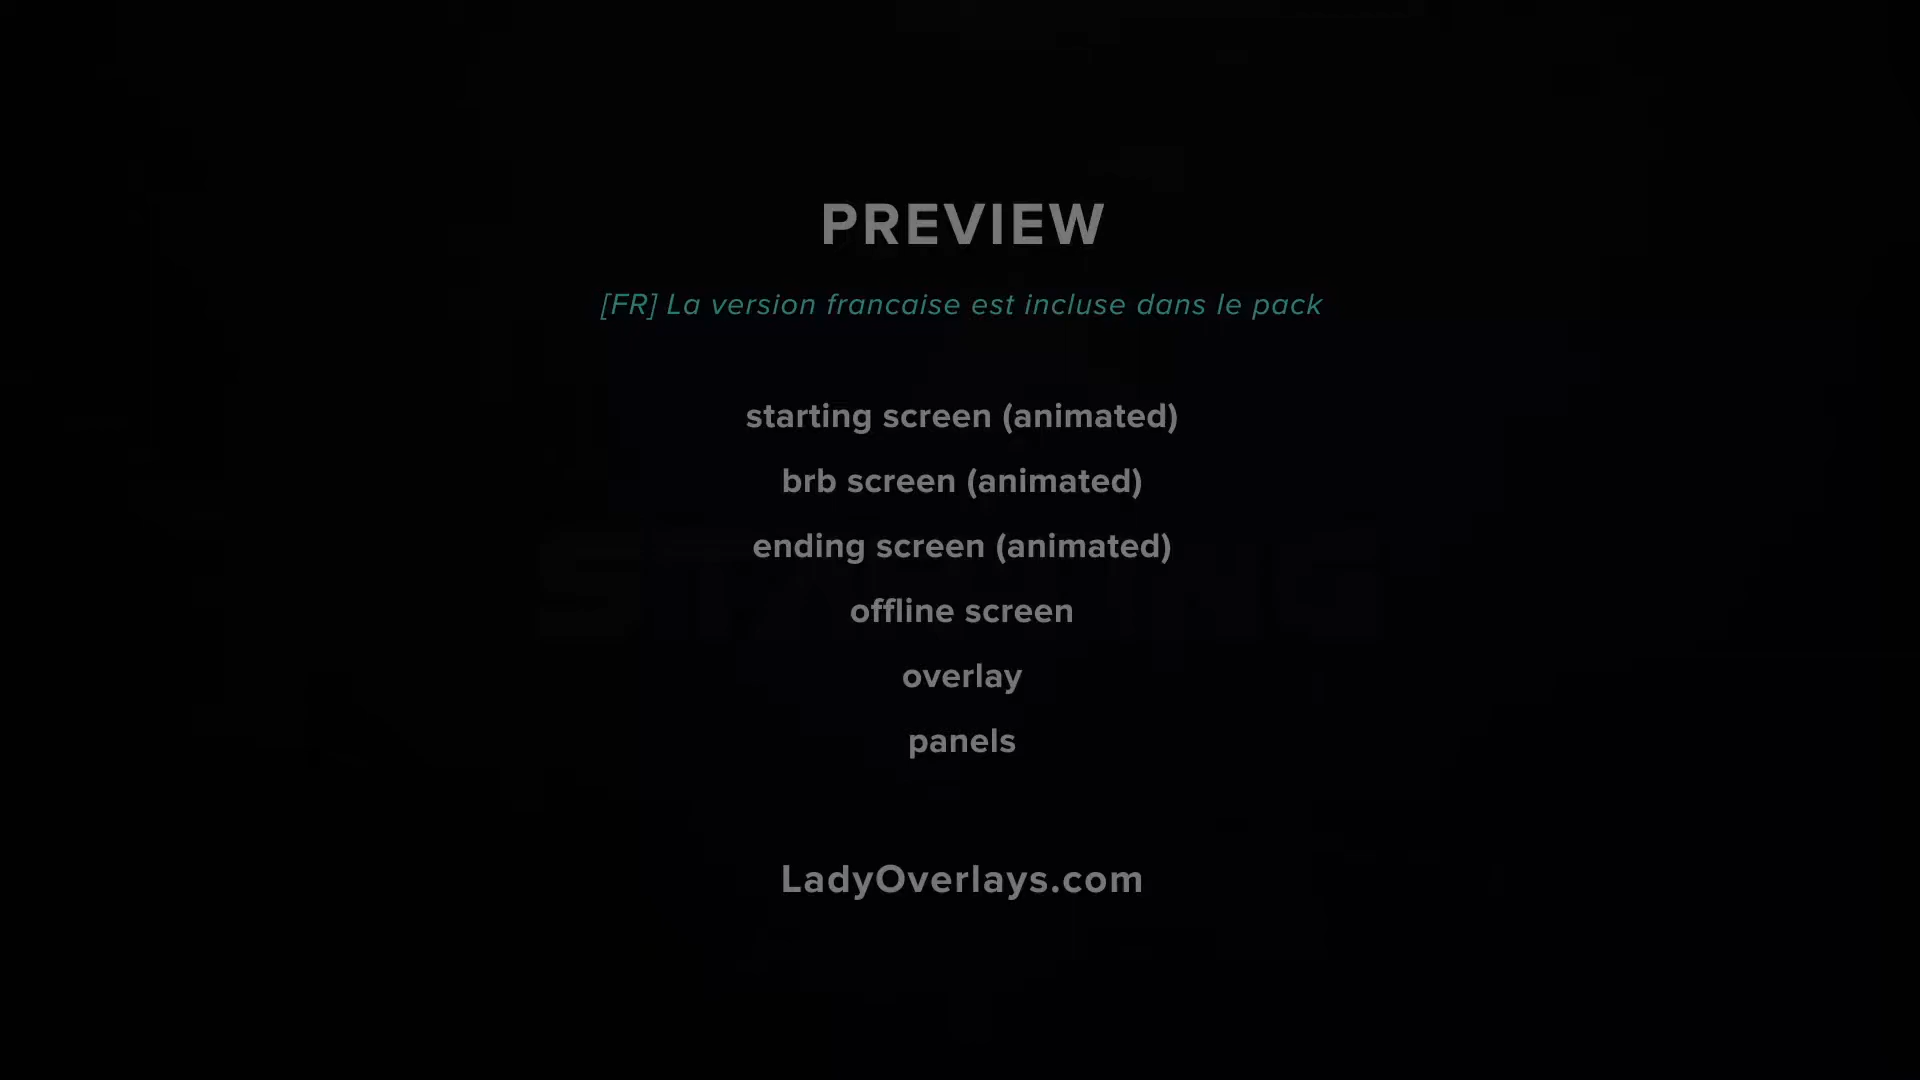 PREVIEW
[FR] La version francaise est incluse dans le pack
starting screen (animated)
brb screen (animated)
ending screen (animated)
STARTING
offline screen
overlay
panels
LadyOverlays.com